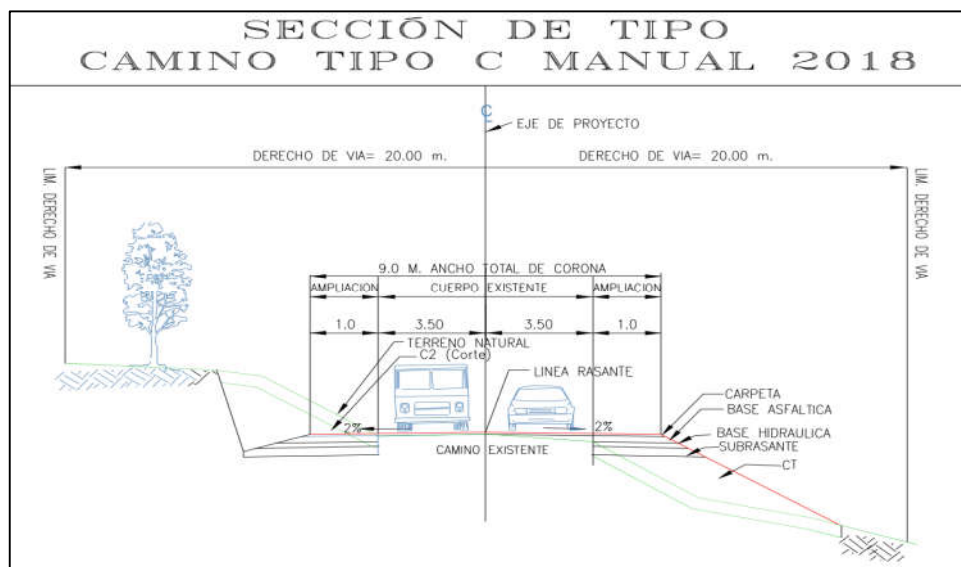 SECCIÓN DE TIPO
CAMINO TIPO C MANUAL 2018
C
EJE DE PROYECTO
DERECHO DE VIA= 20.00 m.
DERECHO DE VIA= 20.00 m.
LIM. DERECHO DE VIA
LIM. DERECHO DE VIA
9.0 M. ANCHO TOTAL DE CORONA
AMPLIACION
CUERPO EXISTENTE
AMPLIACION
1.0
3.50
3.50
1.0
TERRENO NATURAL
C2 (Corte)
LINEA RASANTE
CARPETA
BASE ASFALTICA
2%
2%
BASE HIDRAULICA
CAMINO EXISTENTE
SUBRASANTE
CT